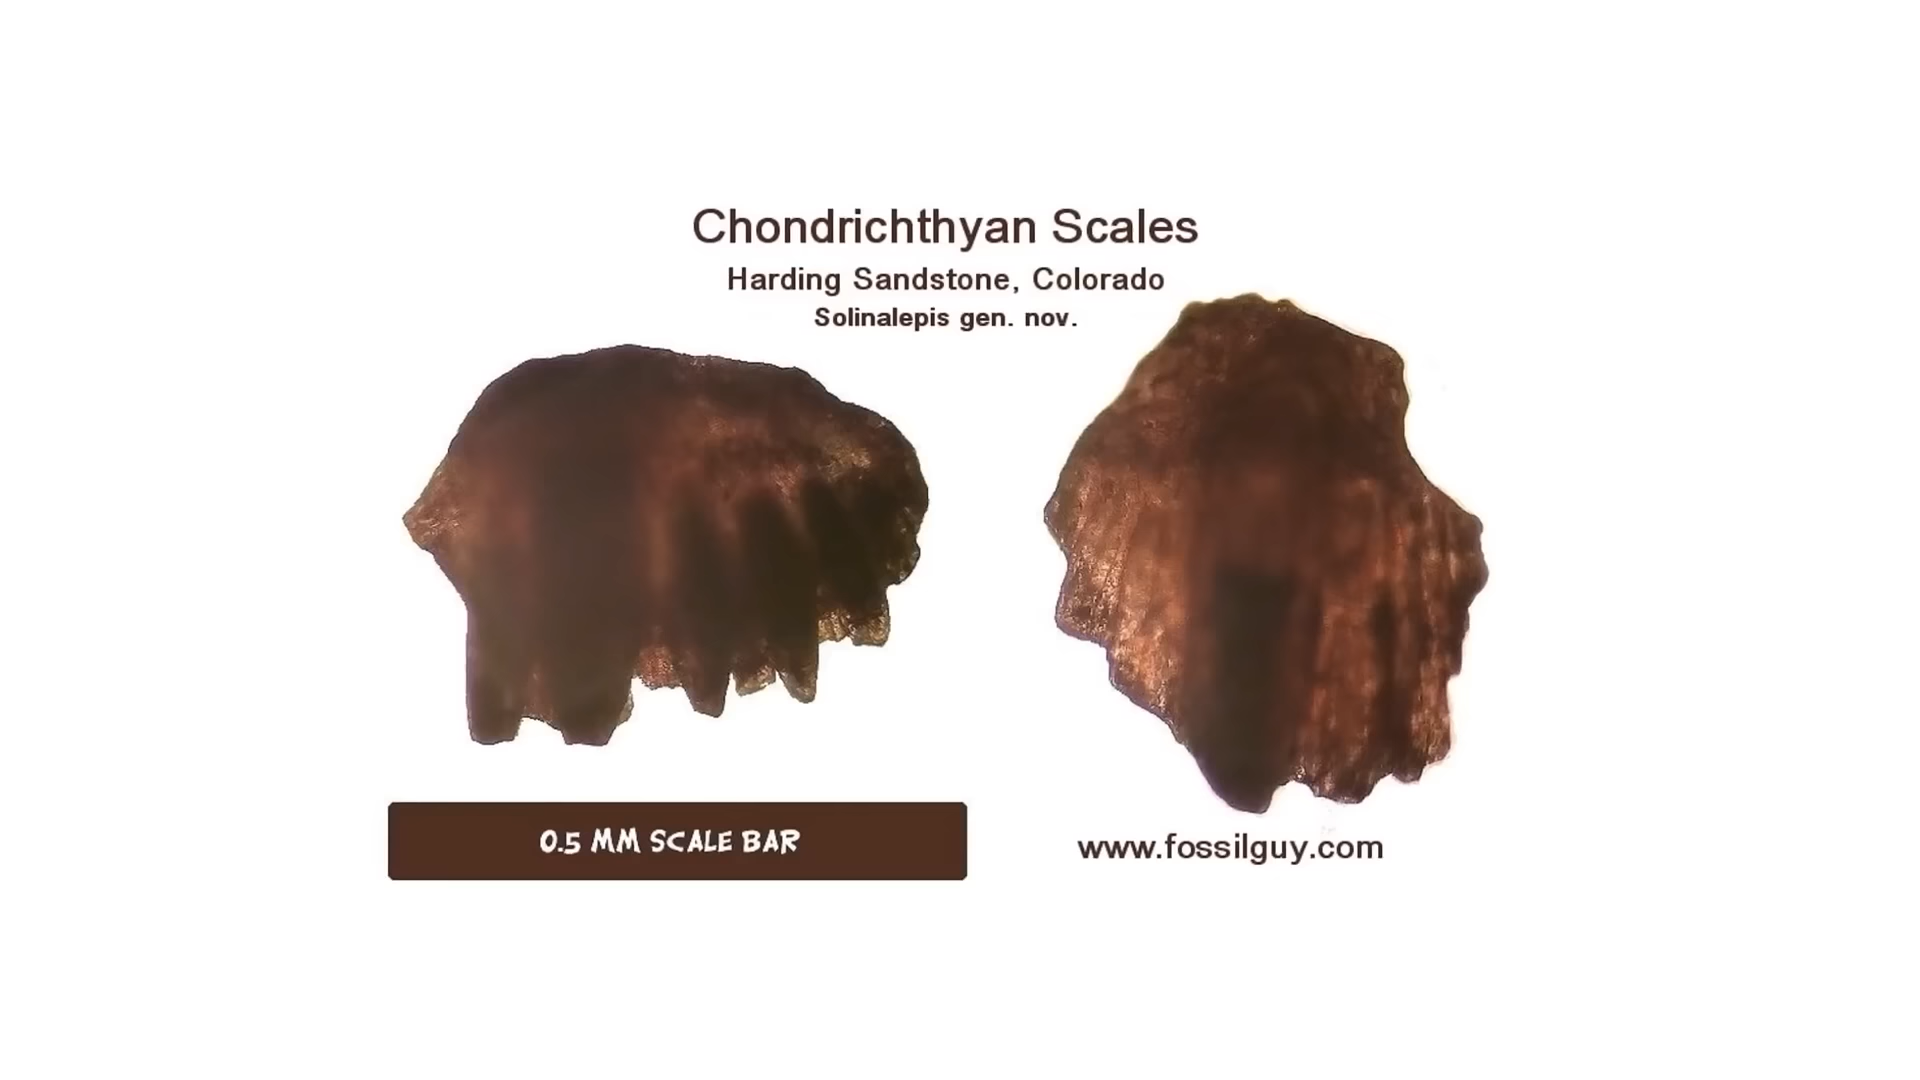 Chondrichthyan Scales
Harding Sandstone, Colorado
Solinalepis gen. nov.
0.5 MM SCALE BAR
www.fossilguy.com